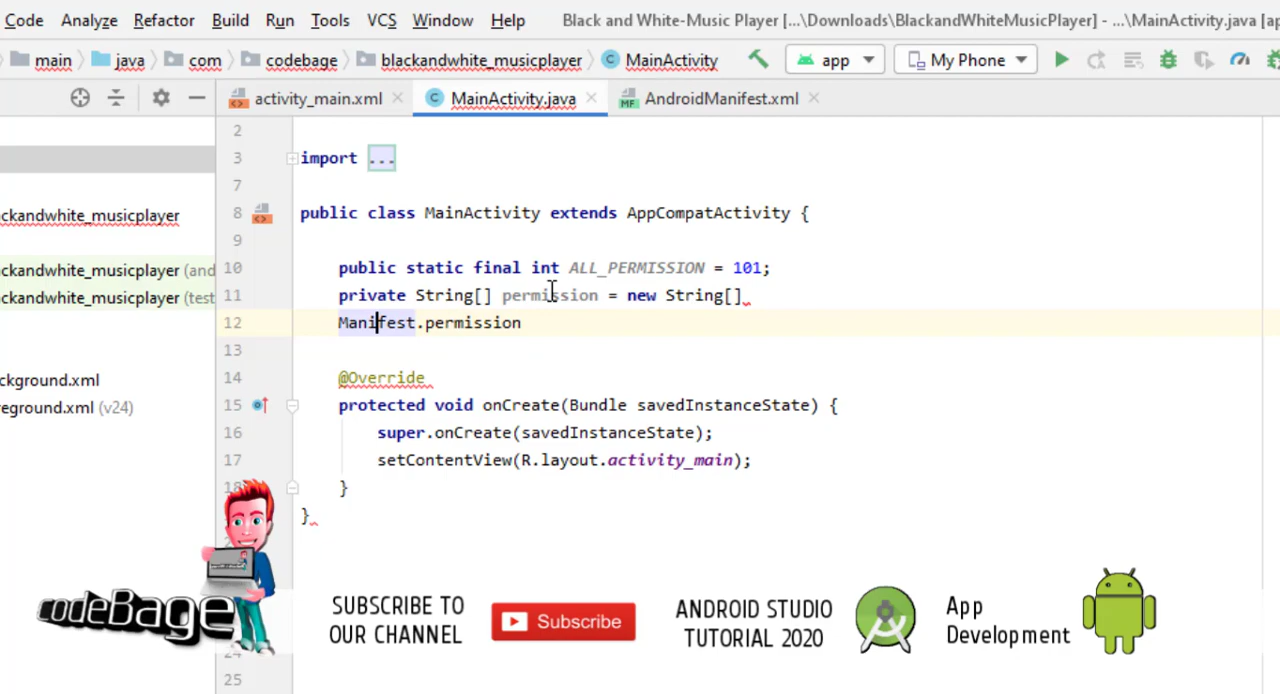 Code Analyze Refactor Build Run Tools VCS Window Help Black and White-Music Player [...\Downloads\BlackandWhiteMusicPlayer] - ...\MainActivity.java [ap
main java com codebage blackandwhite_musicplayer C MainActivity app My Phone
activity_main.xml C MainActivity.java MF AndroidManifest.xml
2
3 import ...
7
ckandwhite_musicplayer 8 public class MainActivity extends AppCompatActivity {
9
ckandwhite_musicplayer (and 10 public static final int ALL_PERMISSION = 101;
ckandwhite_musicplayer (test 11 private String[] permission = new String[]
12 Manifest.permission
13
ckground.xml 14 @Override
reground.xml (v24) 15 protected void onCreate(Bundle savedInstanceState) {
16 super.onCreate(savedInstanceState);
17 setContentView(R.layout.activity_main);
18 }
}
codeBage
SUBSCRIBE TO
OUR CHANNEL
Subscribe
ANDROID STUDIO
TUTORIAL 2020
App
Development
25